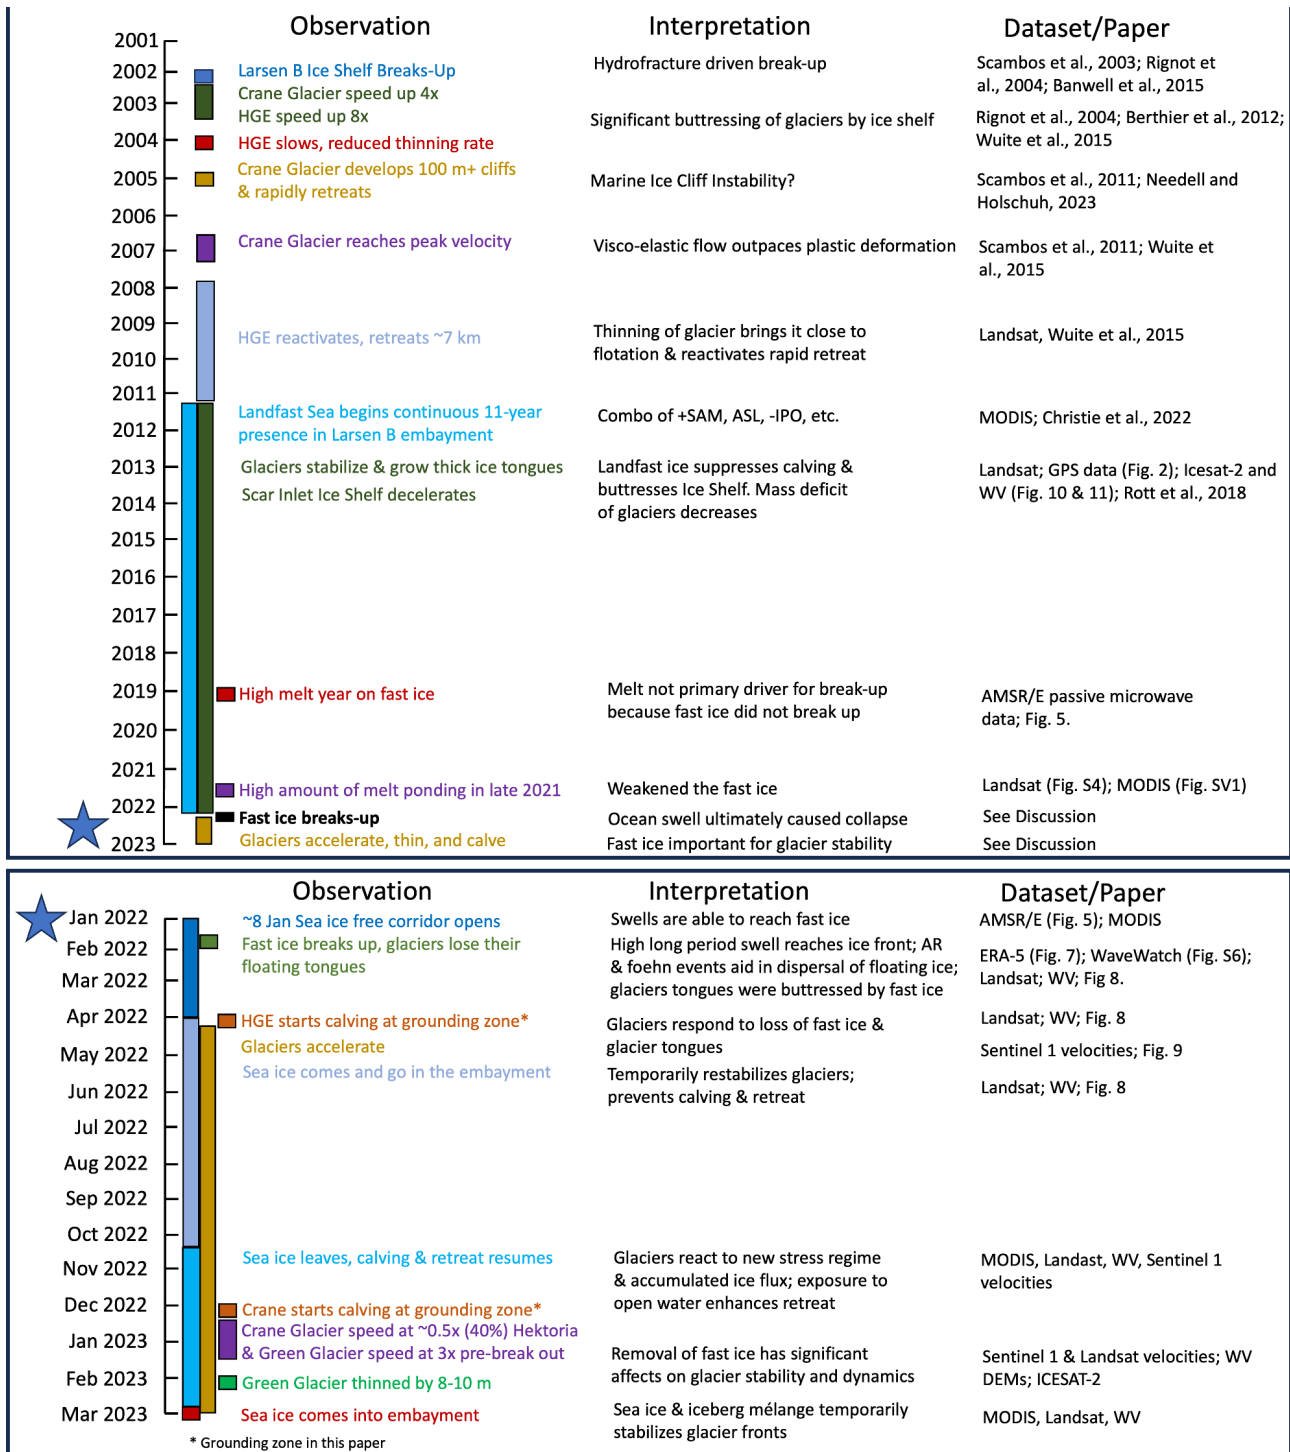 Observation
Interpretation
Dataset/Paper
2001
2002
Larsen B Ice Shelf Breaks-Up
Hydrofracture driven break-up
Scambos et al., 2003; Rignot et
al., 2004; Banwell et al., 2015
2003
Crane Glacier speed up 4x
HGE speed up 8x
Significant buttressing of glaciers by ice shelf
Rignot et al., 2004; Berthier et al., 2012;
Wuite et al., 2015
2004
HGE slows, reduced thinning rate
2005
Crane Glacier develops 100 m+ cliffs
& rapidly retreats
Marine Ice Cliff Instability?
Scambos et al., 2011; Needell and
Holschuh, 2023
2006
2007
Crane Glacier reaches peak velocity
Visco-elastic flow outpaces plastic deformation
Scambos et al., 2011; Wuite et
al., 2015
2008
2009
HGE reactivates, retreats ~7 km
Thinning of glacier brings it close to
flotation & reactivates rapid retreat
Landsat, Wuite et al., 2015
2010
2011
2012
Landfast Sea begins continuous 11-year
presence in Larsen B embayment
Combo of +SAM, ASL, -IPO, etc.
MODIS; Christie et al., 2022
2013
Glaciers stabilize & grow thick ice tongues
Scar Inlet Ice Shelf decelerates
Landfast ice suppresses calving &
buttresses Ice Shelf. Mass deficit
of glaciers decreases
Landsat; GPS data (Fig. 2); Icesat-2 and
WV (Fig. 10 & 11); Rott et al., 2018
2014
2015
2016
2017
2018
2019
High melt year on fast ice
Melt not primary driver for break-up
because fast ice did not break up
AMSR/E passive microwave
data; Fig. 5.
2020
2021
High amount of melt ponding in late 2021
Weakened the fast ice
Landsat (Fig. S4); MODIS (Fig. SV1)
2022
Fast ice breaks-up
Ocean swell ultimately caused collapse
See Discussion
2023
Glaciers accelerate, thin, and calve
Fast ice important for glacier stability
See Discussion
Observation
Interpretation
Dataset/Paper
Jan 2022
~8 Jan Sea ice free corridor opens
Swells are able to reach fast ice
AMSR/E (Fig. 5); MODIS
Feb 2022
Fast ice breaks up, glaciers lose their
floating tongues
High long period swell reaches ice front; AR
& foehn events aid in dispersal of floating ice;
glaciers tongues were buttressed by fast ice
ERA-5 (Fig. 7); WaveWatch (Fig. S6);
Landsat; WV; Fig 8.
Mar 2022
Apr 2022
HGE starts calving at grounding zone*
Glaciers respond to loss of fast ice &
glacier tongues
Landsat; WV; Fig. 8
May 2022
Glaciers accelerate
Sentinel 1 velocities; Fig. 9
Sea ice comes and go in the embayment
Temporarily restabilizes glaciers;
prevents calving & retreat
Landsat; WV; Fig. 8
Jun 2022
Jul 2022
Aug 2022
Sep 2022
Oct 2022
Nov 2022
Sea ice leaves, calving & retreat resumes
Glaciers react to new stress regime
& accumulated ice flux; exposure to
open water enhances retreat
MODIS, Landast, WV, Sentinel 1
velocities
Dec 2022
Crane starts calving at grounding zone*
Jan 2023
Crane Glacier speed at ~0.5x (40%) Hektoria
& Green Glacier speed at 3x pre-break out
Removal of fast ice has significant
affects on glacier stability and dynamics
Sentinel 1 & Landsat velocities; WV
DEMs; ICESAT-2
Feb 2023
Green Glacier thinned by 8-10 m
Mar 2023
Sea ice comes into embayment
Sea ice & iceberg mélange temporarily
stabilizes glacier fronts
MODIS, Landsat, WV
* Grounding zone in this paper